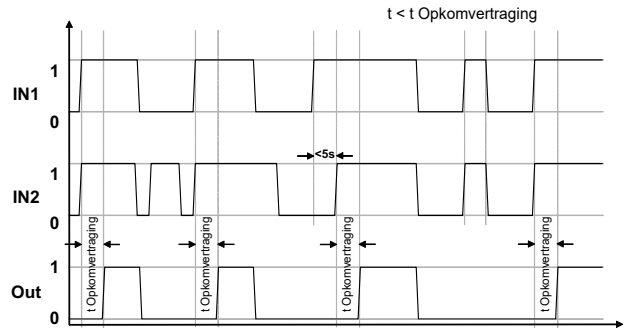 t < t Opkomvertraging
1
IN1
0
<5s
1
IN2
0
t Opkomvertraging
t Opkomvertraging
t Opkomvertraging
t Opkomvertraging
1
Out
0